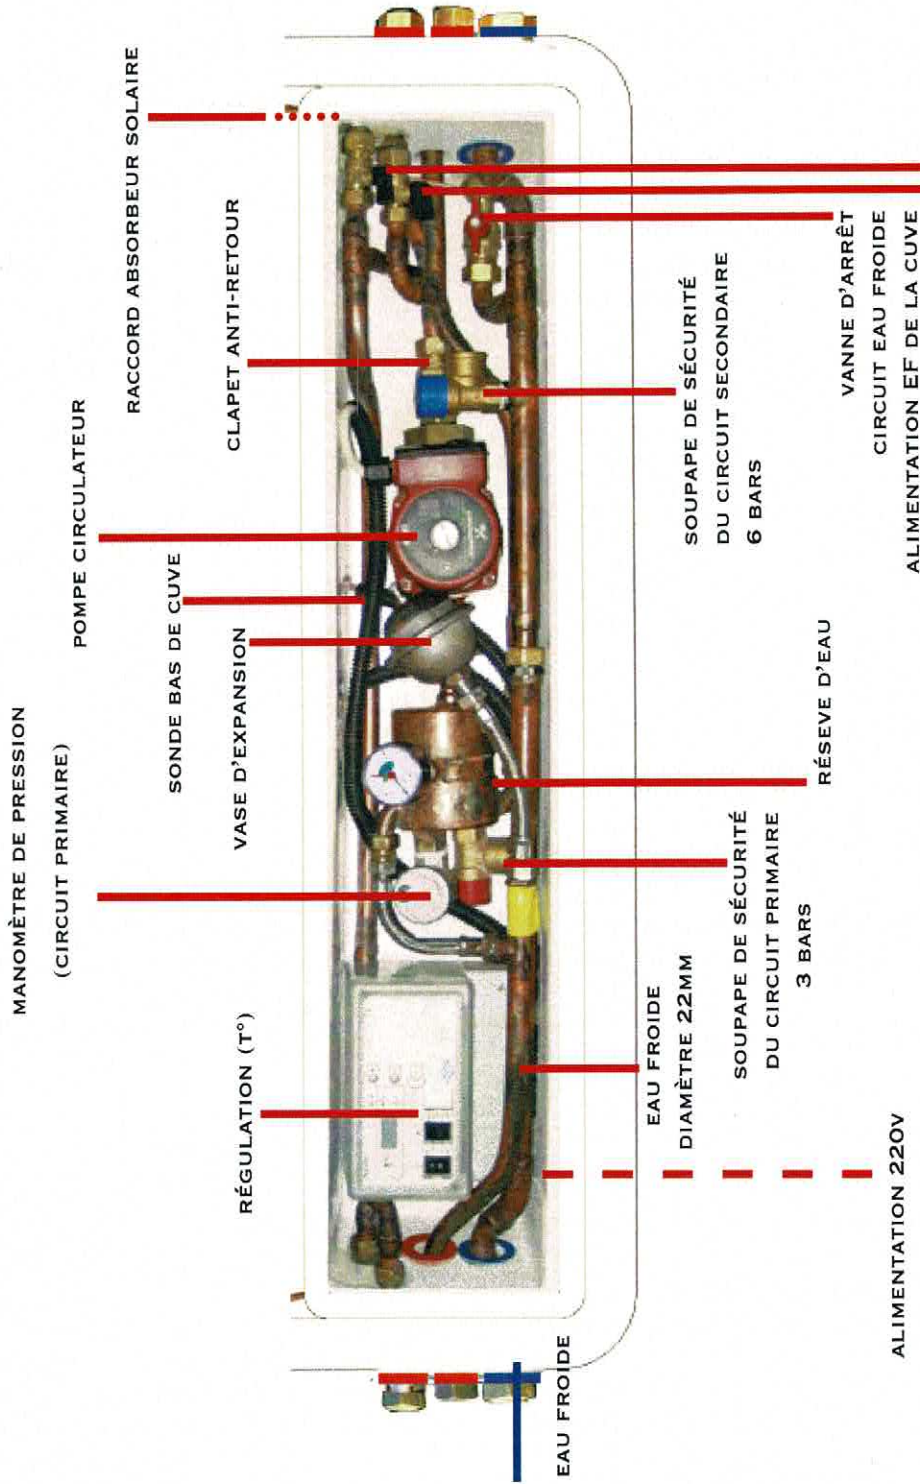 MANOMÈTRE DE PRESSION
(CIRCUIT PRIMAIRE)
POMPE CIRCULATEUR
RACCORD ABSORBEUR SOLAIRE
SONDE BAS DE CUVE
VASE D'EXPANSION
CLAPET ANTI-RETOUR
RÉGULATION (T°)
EAU FROIDE
EAU FROIDE
DIAMÈTRE 22MM
SOUPAPE DE SÉCURITÉ
DU CIRCUIT PRIMAIRE
3 BARS
RÉSEVE D'EAU
SOUPAPE DE SÉCURITÉ
DU CIRCUIT SECONDAIRE
6 BARS
VANNE D'ARRÊT
CIRCUIT EAU FROIDE
ALIMENTATION EF DE LA CUVE
ALIMENTATION 220V